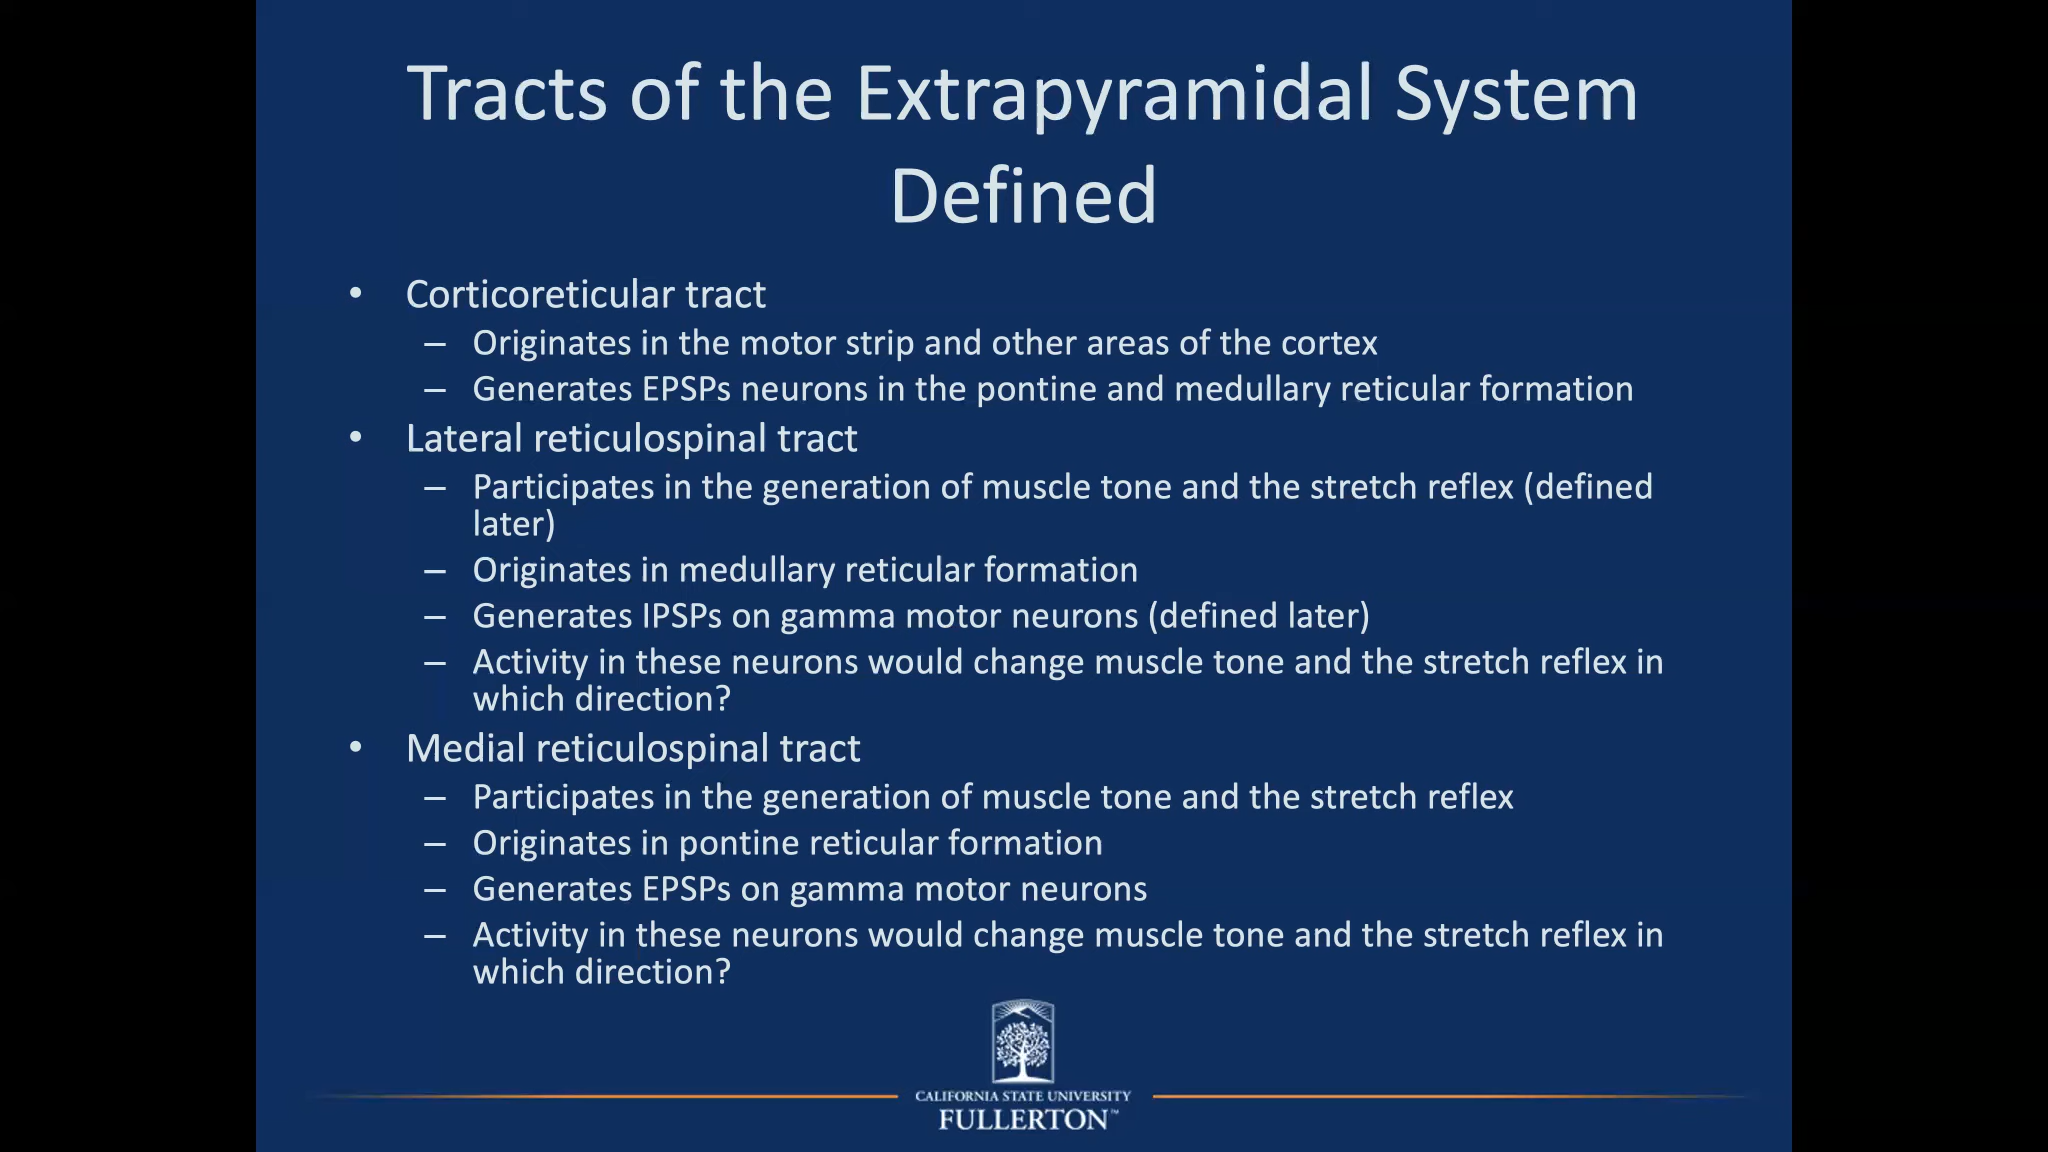 Tracts of the Extrapyramidal System
Defined
• Corticoreticular tract
– Originates in the motor strip and other areas of the cortex
– Generates EPSPs neurons in the pontine and medullary reticular formation
• Lateral reticulospinal tract
– Participates in the generation of muscle tone and the stretch reflex (defined
later)
– Originates in medullary reticular formation
– Generates IPSPs on gamma motor neurons (defined later)
– Activity in these neurons would change muscle tone and the stretch reflex in
which direction?
• Medial reticulospinal tract
– Participates in the generation of muscle tone and the stretch reflex
– Originates in pontine reticular formation
– Generates EPSPs on gamma motor neurons
– Activity in these neurons would change muscle tone and the stretch reflex in
which direction?
CALIFORNIA STATE UNIVERSITY
FULLERTON™